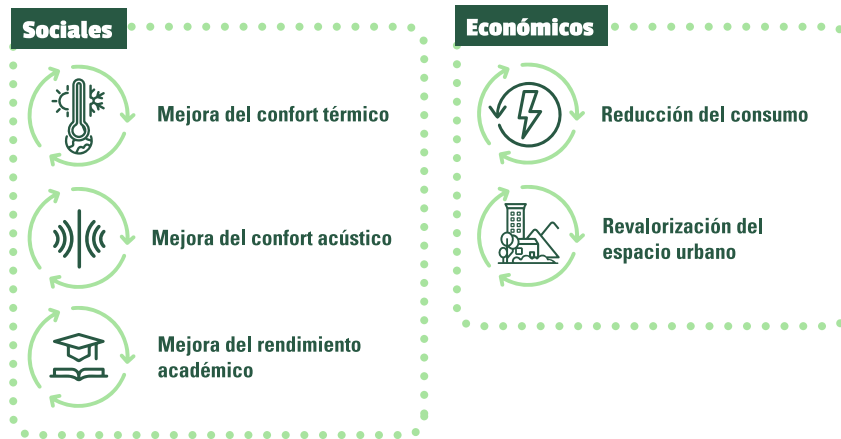 Sociales
Mejora del confort térmico
Mejora del confort acústico
Mejora del rendimiento
académico
Económicos
Reducción del consumo
Revalorización del
espacio urbano